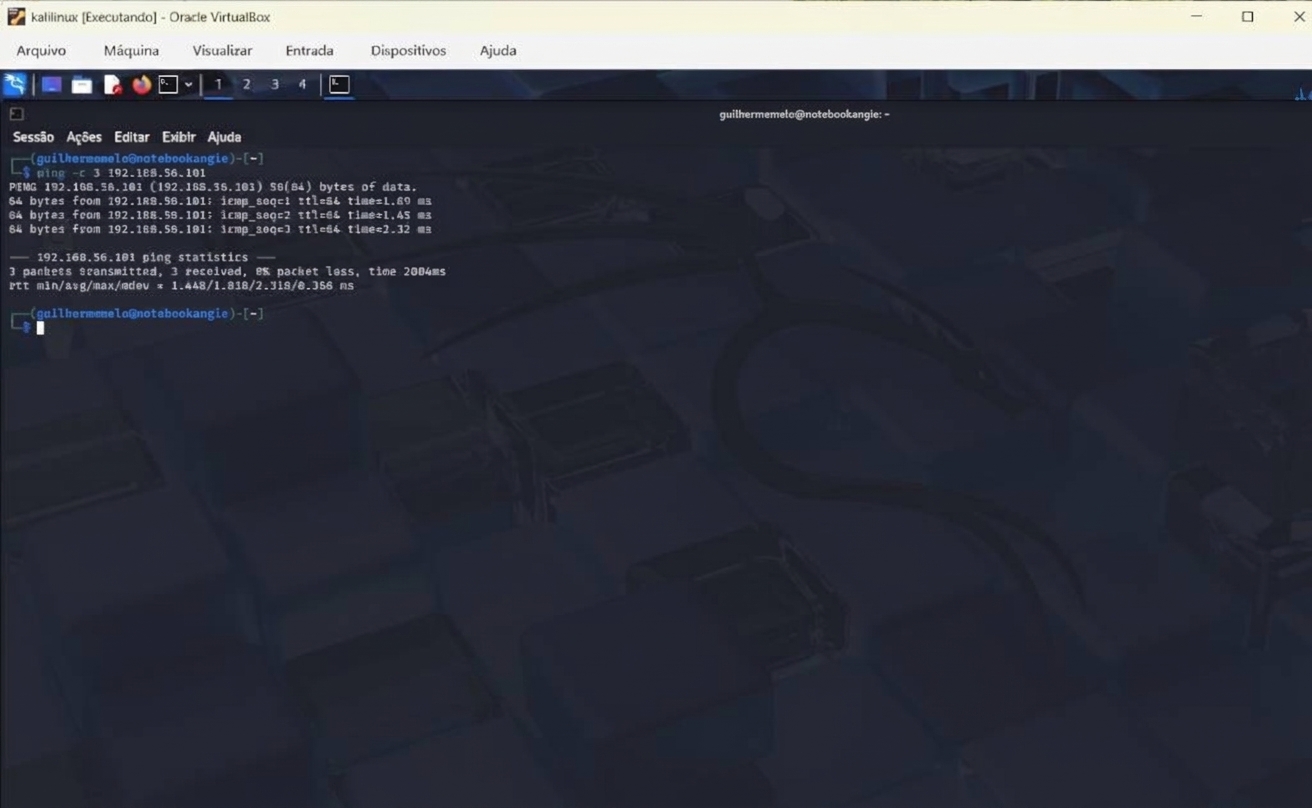 kalilinux [Executando] - Oracle VirtualBox
Arquivo Máquina Visualizar Entrada Dispositivos Ajuda
1 2 3 4
guilhermemelo@notebookangie: ~
Sessão Ações Editar Exibir Ajuda
(guilhermemelo@notebookangie)-[~]
$ ping -c 3 192.168.56.101
PING 192.168.56.101 (192.168.56.101) 56(84) bytes of data.
64 bytes from 192.168.56.101: icmp_seq=1 ttl=64 time=1.69 ms
64 bytes from 192.168.56.101: icmp_seq=2 ttl=64 time=1.45 ms
64 bytes from 192.168.56.101: icmp_seq=3 ttl=64 time=2.32 ms
— 192.168.56.101 ping statistics —
3 packets transmitted, 3 received, 0% packet loss, time 2004ms
rtt min/avg/max/mdev = 1.448/1.818/2.318/0.366 ms
(guilhermemelo@notebookangie)-[~]
$